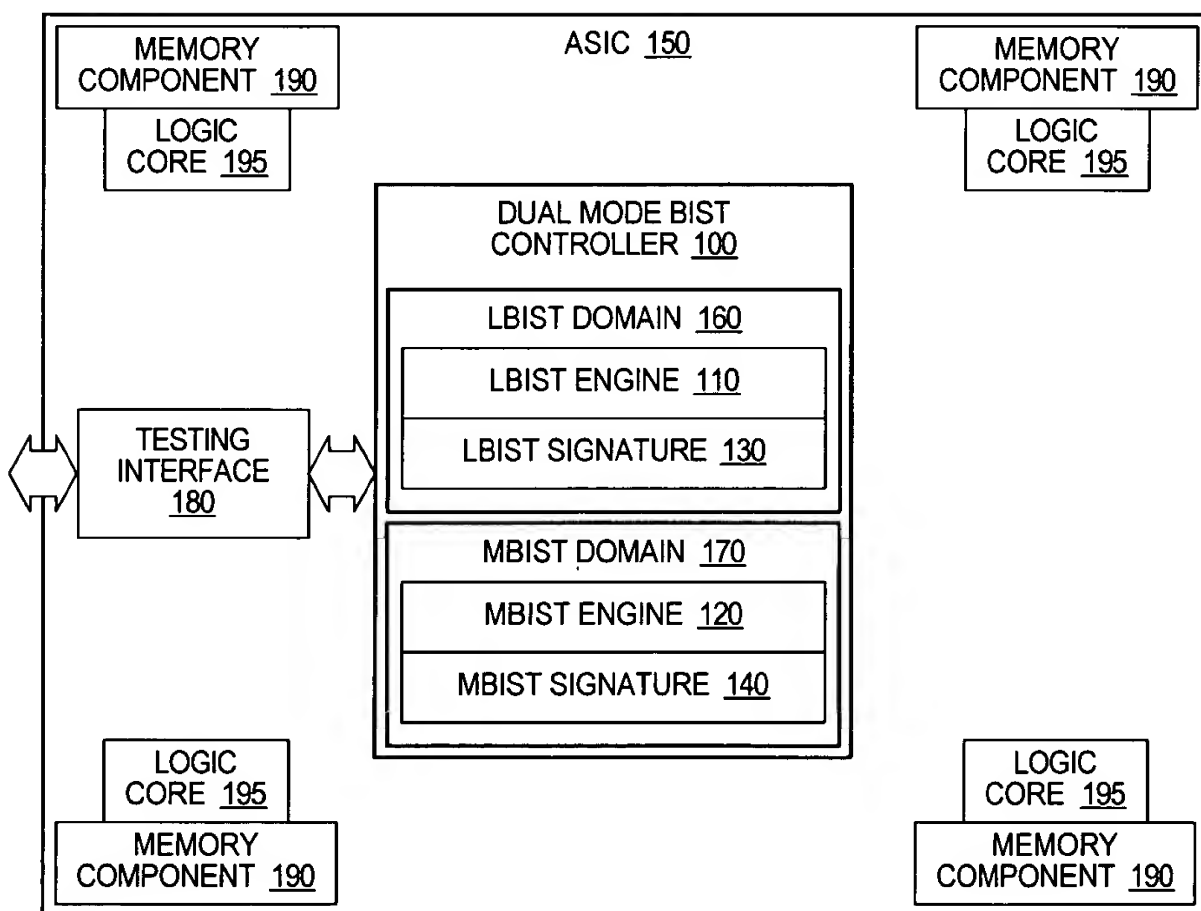 MEMORY
COMPONENT 190
LOGIC
CORE 195
ASIC 150
MEMORY
COMPONENT 190
LOGIC
CORE 195
DUAL MODE BIST
CONTROLLER 100
LBIST DOMAIN 160
LBIST ENGINE 110
LBIST SIGNATURE 130
TESTING
INTERFACE
180
MBIST DOMAIN 170
MBIST ENGINE 120
MBIST SIGNATURE 140
LOGIC
CORE 195
MEMORY
COMPONENT 190
LOGIC
CORE 195
MEMORY
COMPONENT 190